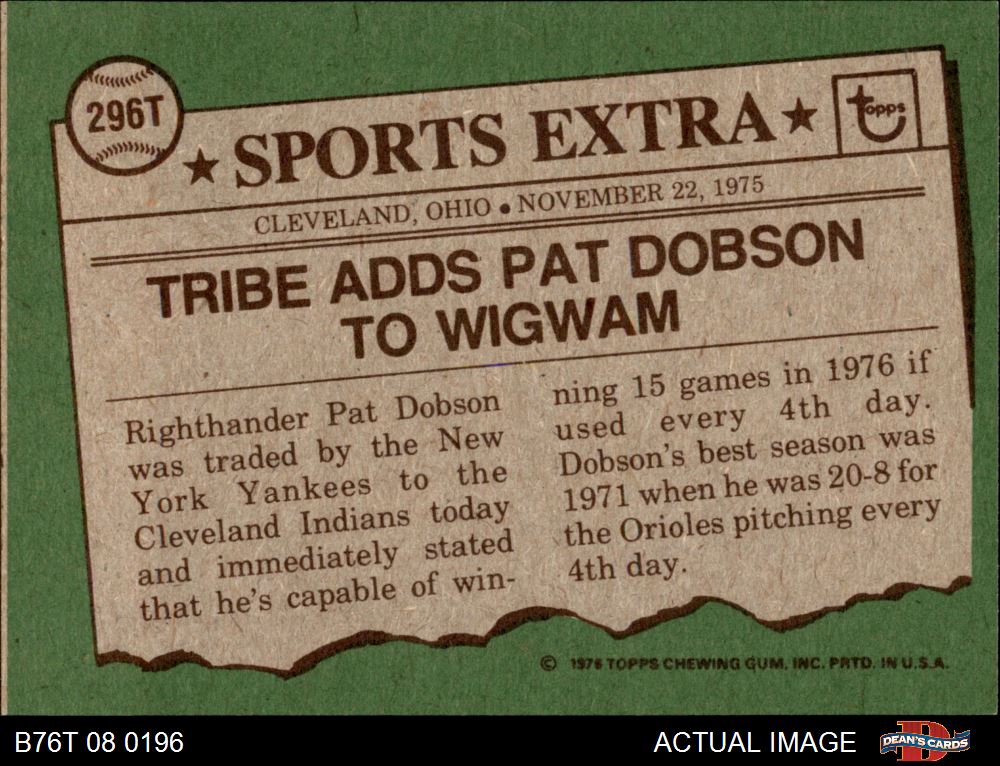 296T
★ SPORTS EXTRA ★
topps
CLEVELAND, OHIO ● NOVEMBER 22, 1975
TRIBE ADDS PAT DOBSON
TO WIGWAM
Righthander Pat Dobson
was traded by the New
York Yankees to the
Cleveland Indians today
and immediately stated
that he's capable of win-
ning 15 games in 1976 if
used every 4th day.
Dobson's best season was
1971 when he was 20-8 for
the Orioles pitching every
4th day.
© 1976 TOPPS CHEWING GUM, INC. PRTD. IN U.S.A.
B76T 08 0196
ACTUAL IMAGE
D
DEAN'S CARDS